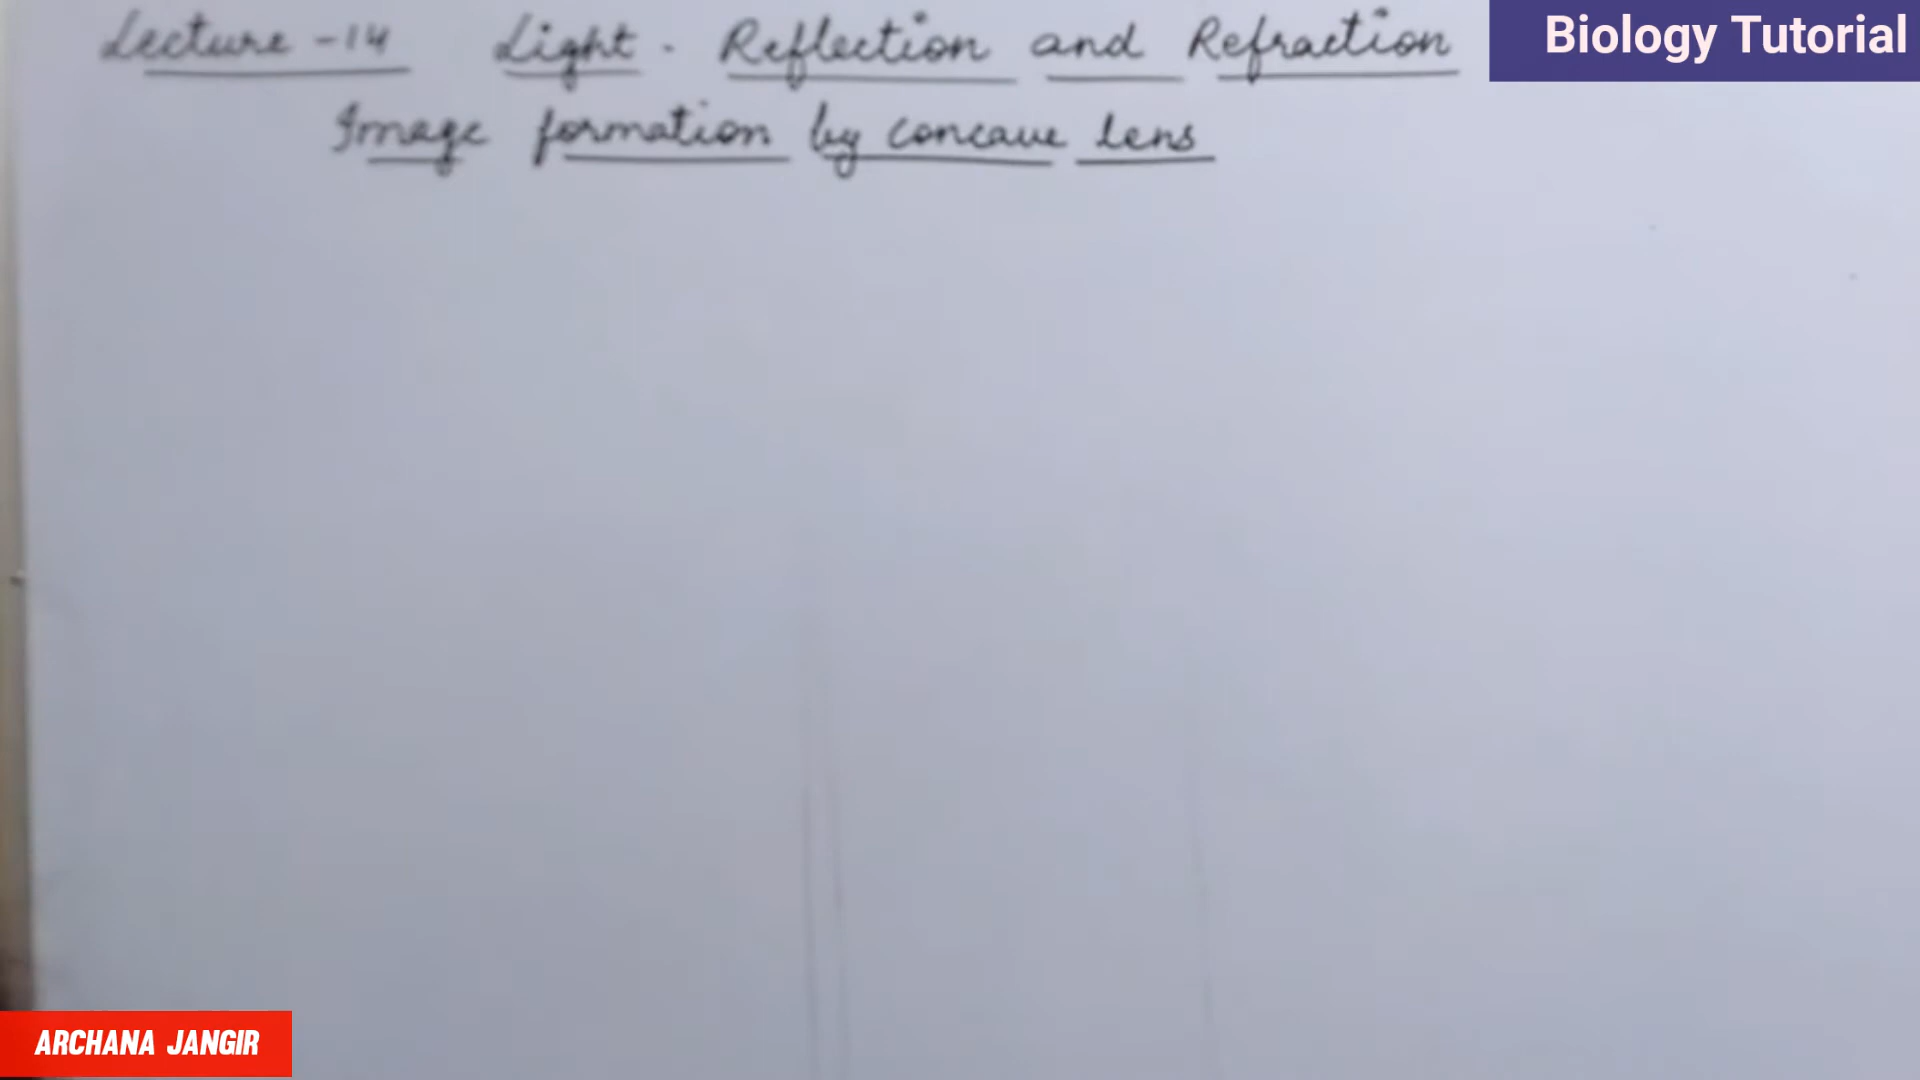 Lecture -14 Light - Reflection and Refraction
Biology Tutorial
Image formation by concave lens
ARCHANA JANGIR